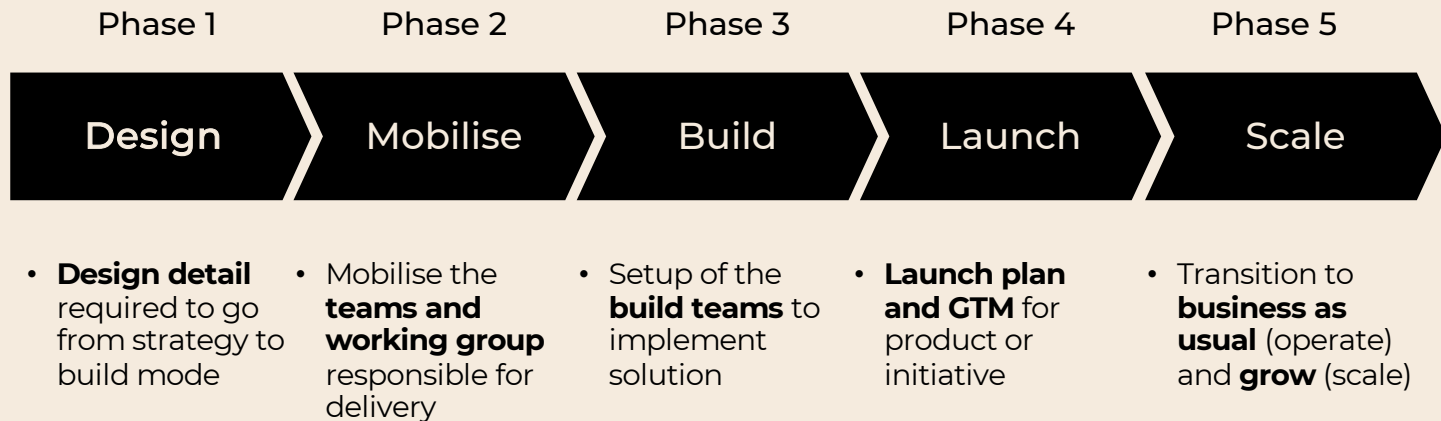 Phase 1
Phase 2
Phase 3
Phase 4
Phase 5
Design
Mobilise
Build
Launch
Scale
• Design detail
required to go
from strategy to
build mode
• Mobilise the
teams and
working group
responsible for
delivery
• Setup of the
build teams to
implement
solution
• Launch plan
and GTM for
product or
initiative
• Transition to
business as
usual (operate)
and grow (scale)